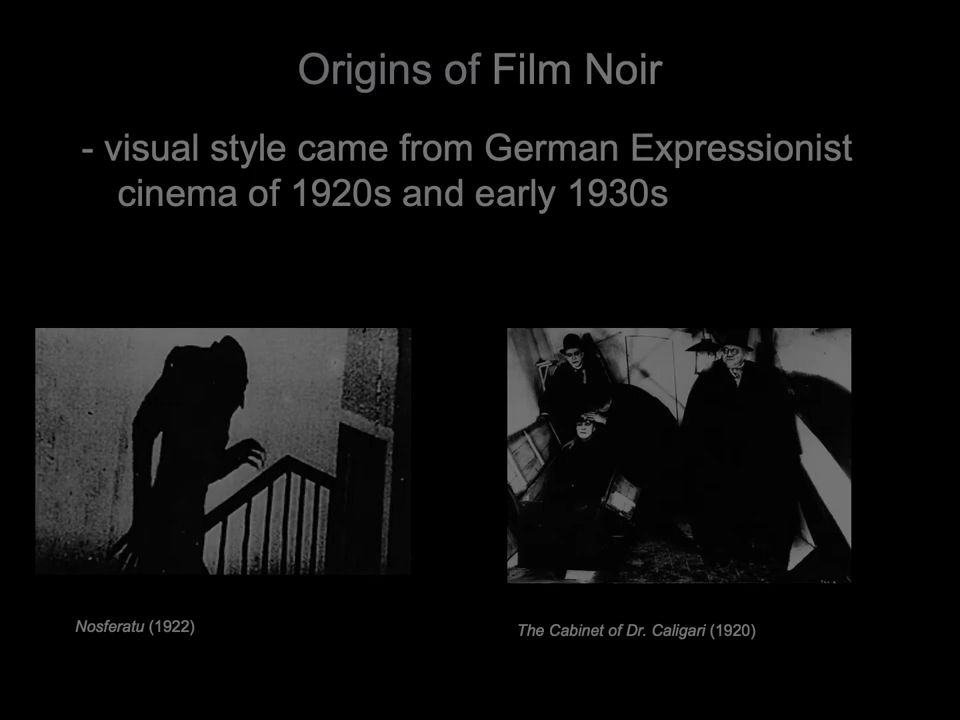 Origins of Film Noir
- visual style came from German Expressionist
cinema of 1920s and early 1930s
Nosferatu (1922)
The Cabinet of Dr. Caligari (1920)